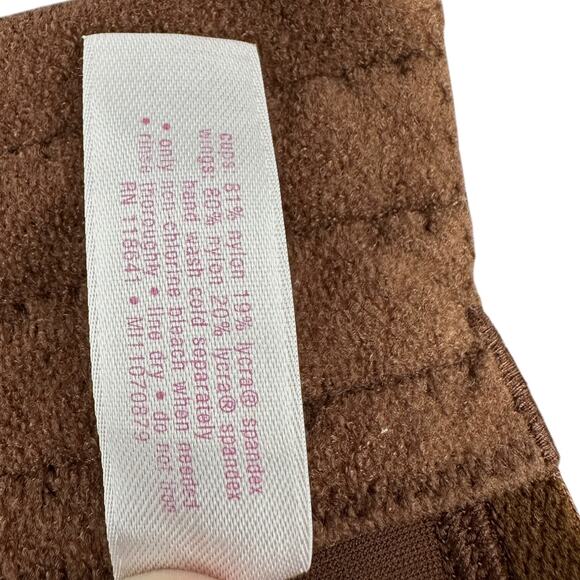 cups: 81% nylon 19% lycra® spandex
wings: 80% nylon 20% lycra® spandex
hand wash cold separately
• only non chlorine bleach when needed
• rinse thoroughly • line dry • do not iron
RN 118641 • MF11070879